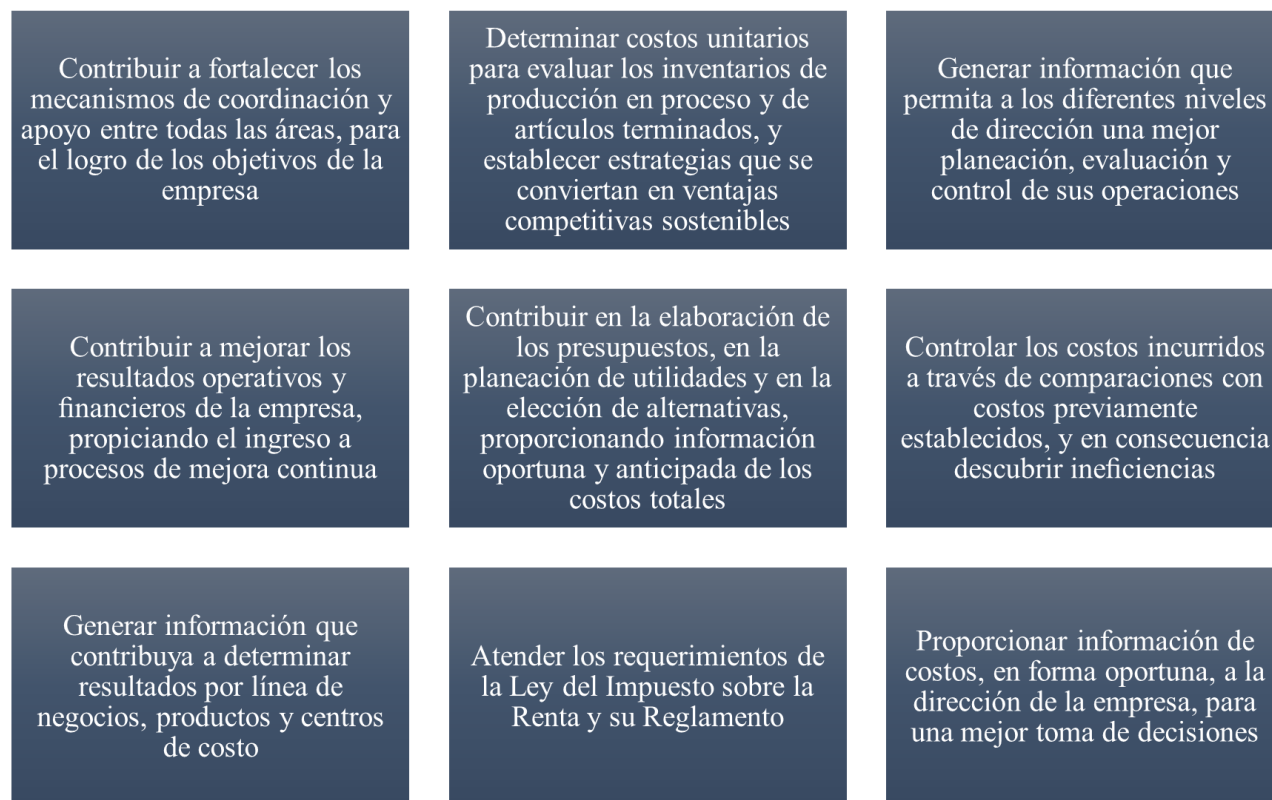 Contribuir a fortalecer los
mecanismos de coordinación y
apoyo entre todas las áreas, para
el logro de los objetivos de la
empresa
Determinar costos unitarios
para evaluar los inventarios de
producción en proceso y de
artículos terminados, y
establecer estrategias que se
conviertan en ventajas
competitivas sostenibles
Generar información que
permita a los diferentes niveles
de dirección una mejor
planeación, evaluación y
control de sus operaciones
Contribuir a mejorar los
resultados operativos y
financieros de la empresa,
propiciando el ingreso a
procesos de mejora continua
Contribuir en la elaboración de
los presupuestos, en la
planeación de utilidades y en la
elección de alternativas,
proporcionando información
oportuna y anticipada de los
costos totales
Controlar los costos incurridos
a través de comparaciones con
costos previamente
establecidos, y en consecuencia
descubrir ineficiencias
Generar información que
contribuya a determinar
resultados por línea de
negocios, productos y centros
de costo
Atender los requerimientos de
la Ley del Impuesto sobre la
Renta y su Reglamento
Proporcionar información de
costos, en forma oportuna, a la
dirección de la empresa, para
una mejor toma de decisiones